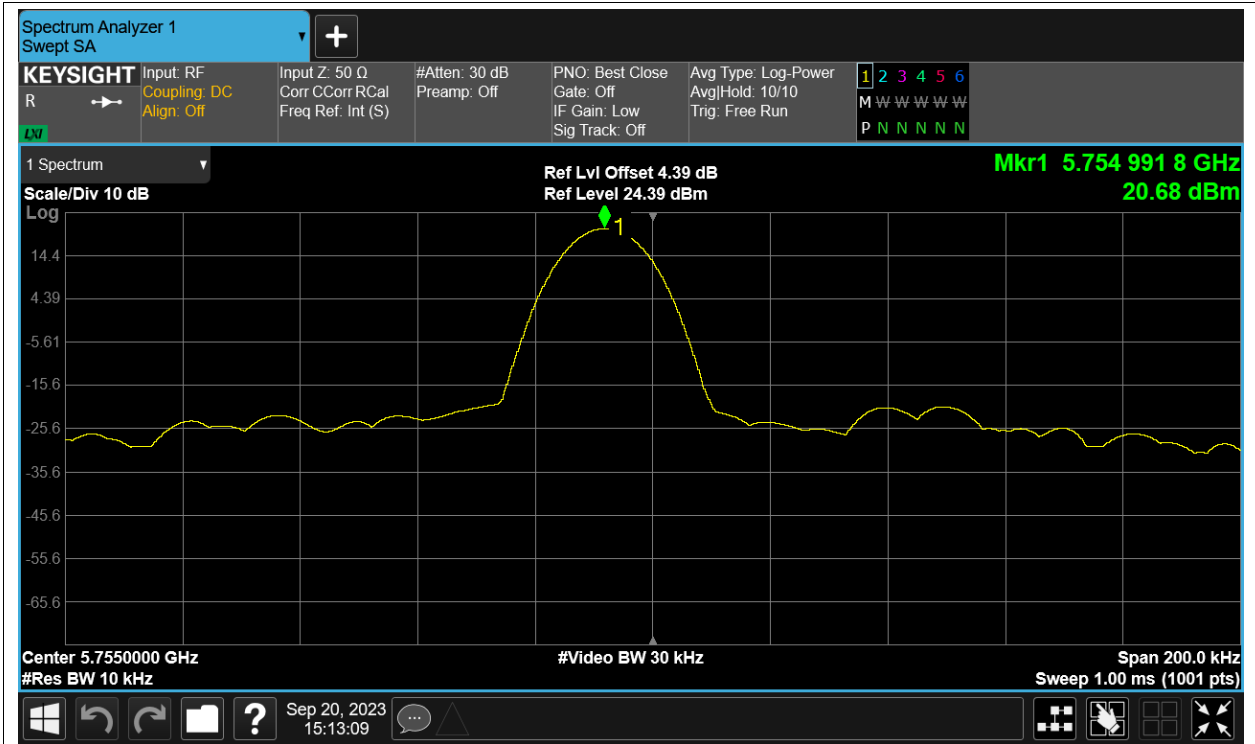 Spectrum Analyzer 1
Swept SA
KEYSIGHT
R
LXI
Input: RF
Coupling: DC
Align: Off
Input Z: 50 Ω
Corr CCorr RCal
Freq Ref: Int (S)
#Atten: 30 dB
Preamp: Off
PNO: Best Close
Gate: Off
IF Gain: Low
Sig Track: Off
Avg Type: Log-Power
Avg|Hold: 10/10
Trig: Free Run
1 2 3 4 5 6
M W W W W W
P N N N N N
1 Spectrum
Scale/Div 10 dB
Log
Ref Lvl Offset 4.39 dB
Ref Level 24.39 dBm
Mkr1 5.754 991 8 GHz
20.68 dBm
1
14.4
4.39
-5.61
-15.6
-25.6
-35.6
-45.6
-55.6
-65.6
Center 5.7550000 GHz
#Res BW 10 kHz
#Video BW 30 kHz
Span 200.0 kHz
Sweep 1.00 ms (1001 pts)
?
Sep 20, 2023
15:13:09